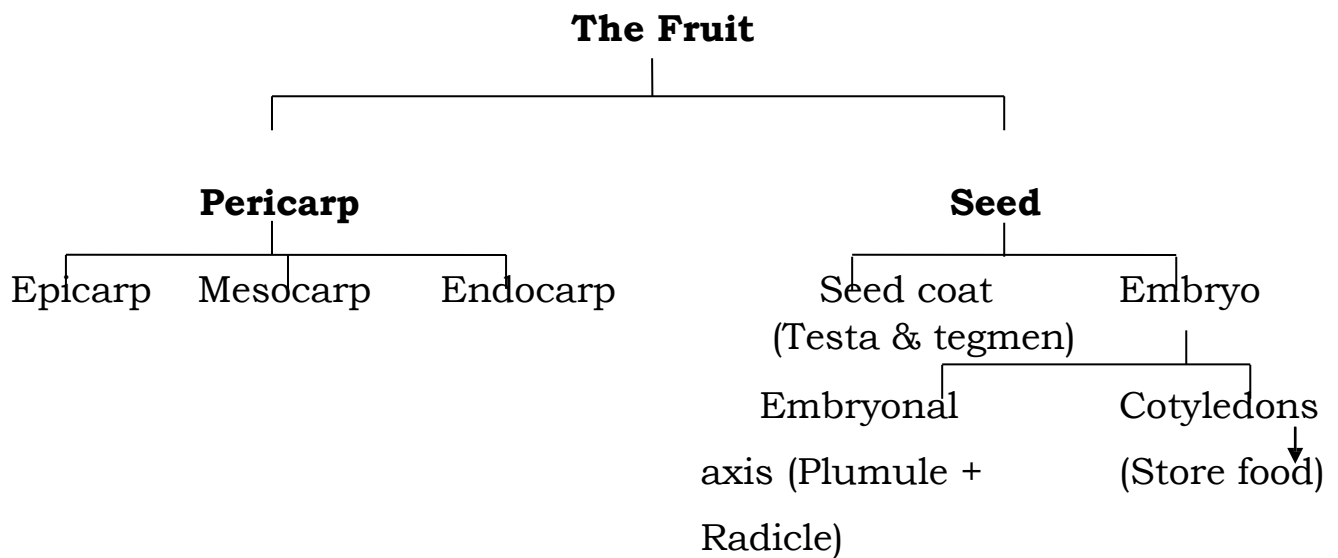 The Fruit
Pericarp Seed
Epicarp Mesocarp Endocarp Seed coat Embryo
(Testa & tegmen)
Embryonal Cotyledons
axis (Plumule + (Store food)
Radicle)